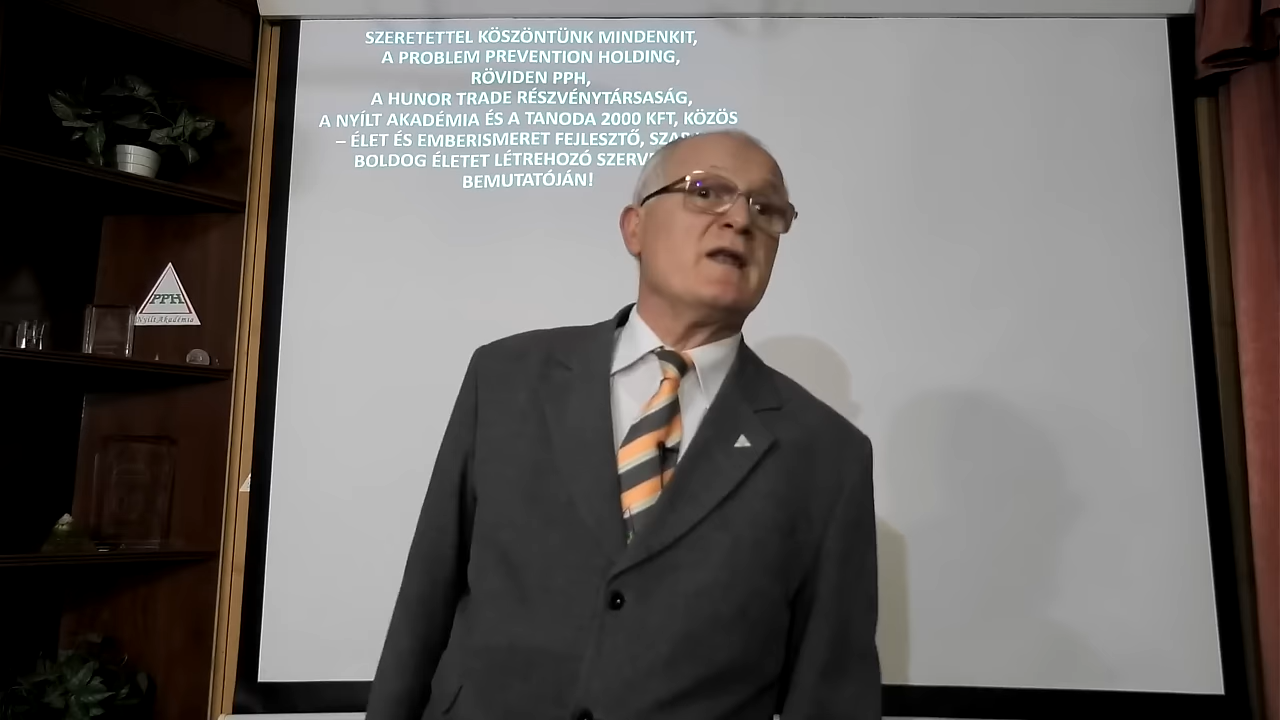 SZERETETTEL KÖSZÖNTÜNK MINDENKIT,
A PROBLEM PREVENTION HOLDING,
RÖVIDEN PPH,
A HUNOR TRADE RÉSZVÉNYTÁRSASÁG,
A NYÍLT AKADÉMIA ÉS A TANODA 2000 KFT, KÖZÖS
– ÉLET ÉS EMBERISMERET FEJLESZTŐ,
BOLDOG ÉLETET LÉTREHOZÓ
BEMUTATÓJÁN!
PPH
Nyílt Akadémia